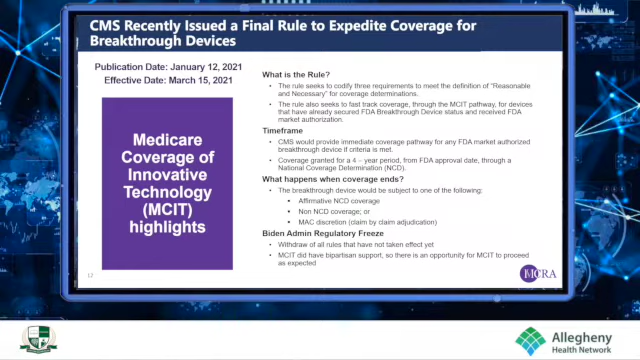 CMS Recently Issued a Final Rule to Expedite Coverage for
Breakthrough Devices
Publication Date: January 12, 2021
Effective Date: March 15, 2021
Medicare
Coverage of
Innovative
Technology
(MCIT)
highlights
What is the Rule?
• The rule seeks to codify three requirements to meet the definition of "Reasonable
and Necessary" for coverage determinations.
• The rule also seeks to fast track coverage, through the MCIT pathway, for devices
that have already secured FDA Breakthrough Device status and received FDA
market authorization.
Timeframe
• CMS would provide immediate coverage pathway for any FDA market authorized
breakthrough device if criteria is met.
• Coverage granted for a 4 – year period, from FDA approval date, through a
National Coverage Determination (NCD).
What happens when coverage ends?
• The breakthrough device would be subject to one of the following:
• Affirmative NCD coverage
• Non NCD coverage; or
• MAC discretion (claim by claim adjudication)
Biden Admin Regulatory Freeze
• Withdraw of all rules that have not taken effect yet
• MCIT did have bipartisan support, so there is an opportunity for MCIT to proceed
as expected
MCRA
Allegheny
Health Network